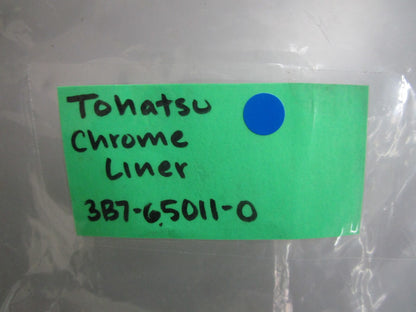 Tohatsu
Chrome
Liner
3B7-65011-0